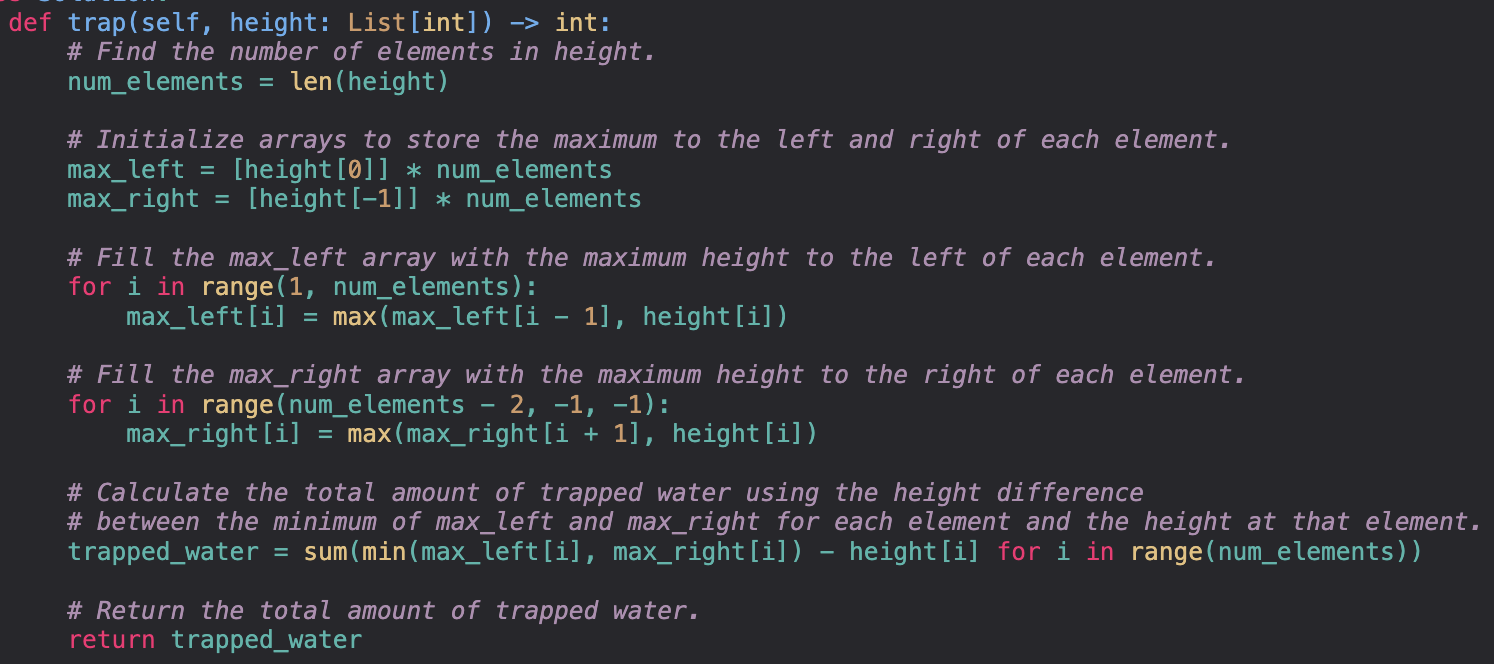 def trap(self, height: List[int]) -> int:
# Find the number of elements in height.
num_elements = len(height)
# Initialize arrays to store the maximum to the left and right of each element.
max_left = [height[0]] * num_elements
max_right = [height[-1]] * num_elements
# Fill the max_left array with the maximum height to the left of each element.
for i in range(1, num_elements):
max_left[i] = max(max_left[i - 1], height[i])
# Fill the max_right array with the maximum height to the right of each element.
for i in range(num_elements - 2, -1, -1):
max_right[i] = max(max_right[i + 1], height[i])
# Calculate the total amount of trapped water using the height difference
# between the minimum of max_left and max_right for each element and the height at that element.
trapped_water = sum(min(max_left[i], max_right[i]) - height[i] for i in range(num_elements))
# Return the total amount of trapped water.
return trapped_water